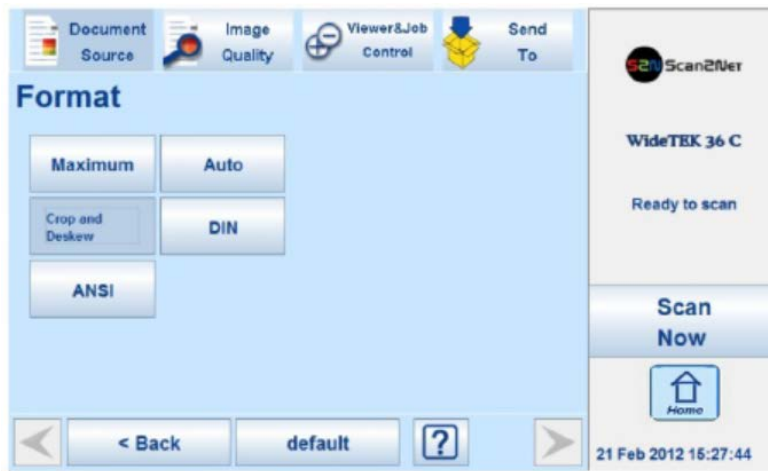 Document
Source
Image
Quality
Viewer&Job
Control
Send
To
Format
Maximum
Auto
Crop and
Deskew
DIN
ANSI
< Back
default
?
S2N Scan2Net
WideTEK 36 C
Ready to scan
Scan
Now
Home
21 Feb 2012 15:27:44